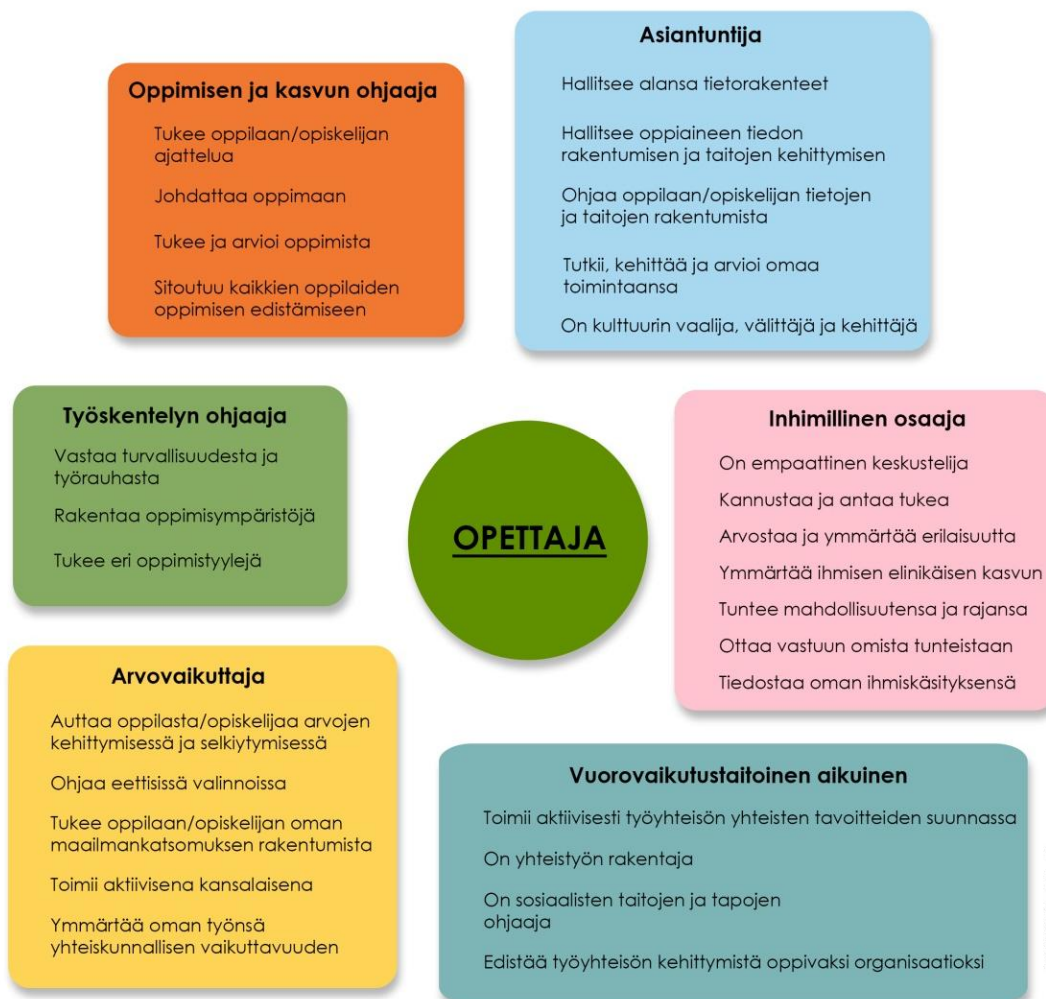 Oppimisen ja kasvun ohjaaja
Tukee oppilaan/opiskelijan
ajattelua
Johdattaa oppimaan
Tukee ja arvioi oppimista
Sitoutuu kaikkien oppilaiden
oppimisen edistämiseen
Asiantuntija
Hallitsee alansa tietorakenteet
Hallitsee oppiaineen tiedon
rakentumisen ja taitojen kehittymisen
Ohjaa oppilaan/opiskelijan tietojen
ja taitojen rakentumista
Tutkii, kehittää ja arvioi omaa
toimintaansa
On kulttuurin vaalija, välittäjä ja kehittäjä
Työskentelyn ohjaaja
Vastaa turvallisuudesta ja
työrauhasta
Rakentaa oppimisympäristöjä
Tukee eri oppimistyylejä
OPETTAJA
Inhimillinen osaaja
On empaattinen keskustelija
Kannustaa ja antaa tukea
Arvostaa ja ymmärtää erilaisuutta
Ymmärtää ihmisen elinikäisen kasvun
Tuntee mahdollisuutensa ja rajansa
Ottaa vastuun omista tunteistaan
Tiedostaa oman ihmiskäsityksensä
Arvovaikuttaja
Auttaa oppilasta/opiskelijaa arvojen
kehittymisessä ja selkiytymisessä
Ohjaa eettisissä valinnoissa
Tukee oppilaan/opiskelijan oman
maailmankatsomuksen rakentumista
Toimii aktiivisena kansalaisena
Ymmärtää oman työnsä
yhteiskunnallisen vaikuttavuuden
Vuorovaikutustaitoinen aikuinen
Toimii aktiivisesti työyhteisön yhteisten tavoitteiden suunnassa
On yhteistyön rakentaja
On sosiaalisten taitojen ja tapojen
ohjaaja
Edistää työyhteisön kehittymistä oppivaksi organisaatioksi